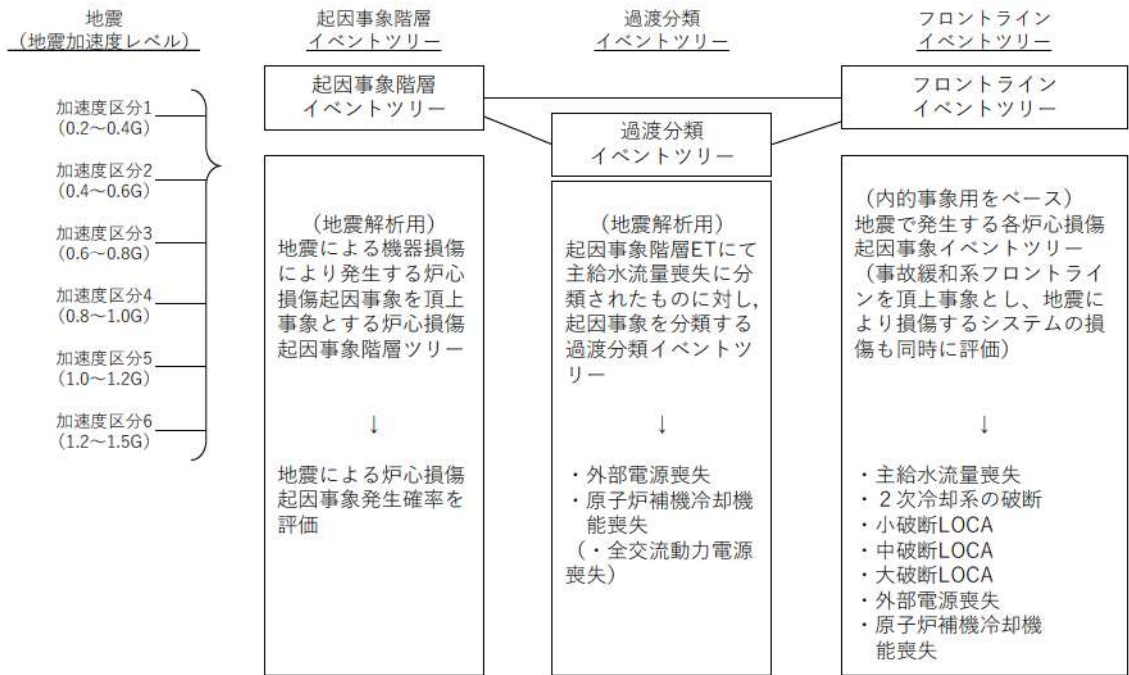 地震
（地震加速度レベル）
起因事象階層
イベントツリー
過渡分類
イベントツリー
フロントライン
イベントツリー
加速度区分1
（0.2～0.4G）
加速度区分2
（0.4～0.6G）
加速度区分3
（0.6～0.8G）
加速度区分4
（0.8～1.0G）
加速度区分5
（1.0～1.2G）
加速度区分6
（1.2～1.5G）
起因事象階層
イベントツリー
（地震解析用）
地震による機器損傷
により発生する炉心
損傷起因事象を頂上
事象とする炉心損傷
起因事象階層ツリー
↓
地震による炉心損傷
起因事象発生確率を
評価
過渡分類
イベントツリー
（地震解析用）
起因事象階層ETにて
主給水流量喪失に分
類されたものに対し,
起因事象を分類する
過渡分類イベントツ
リー
↓
・外部電源喪失
・原子炉補機冷却機
能喪失
（・全交流動力電源
喪失）
フロントライン
イベントツリー
（内的事象用をベース）
地震で発生する各炉心損傷
起因事象イベントツリー
（事故緩和系フロントライ
ンを頂上事象とし、地震に
より損傷するシステムの損
傷も同時に評価）
↓
・主給水流量喪失
・２次冷却系の破断
・小破断LOCA
・中破断LOCA
・大破断LOCA
・外部電源喪失
・原子炉補機冷却機
能喪失